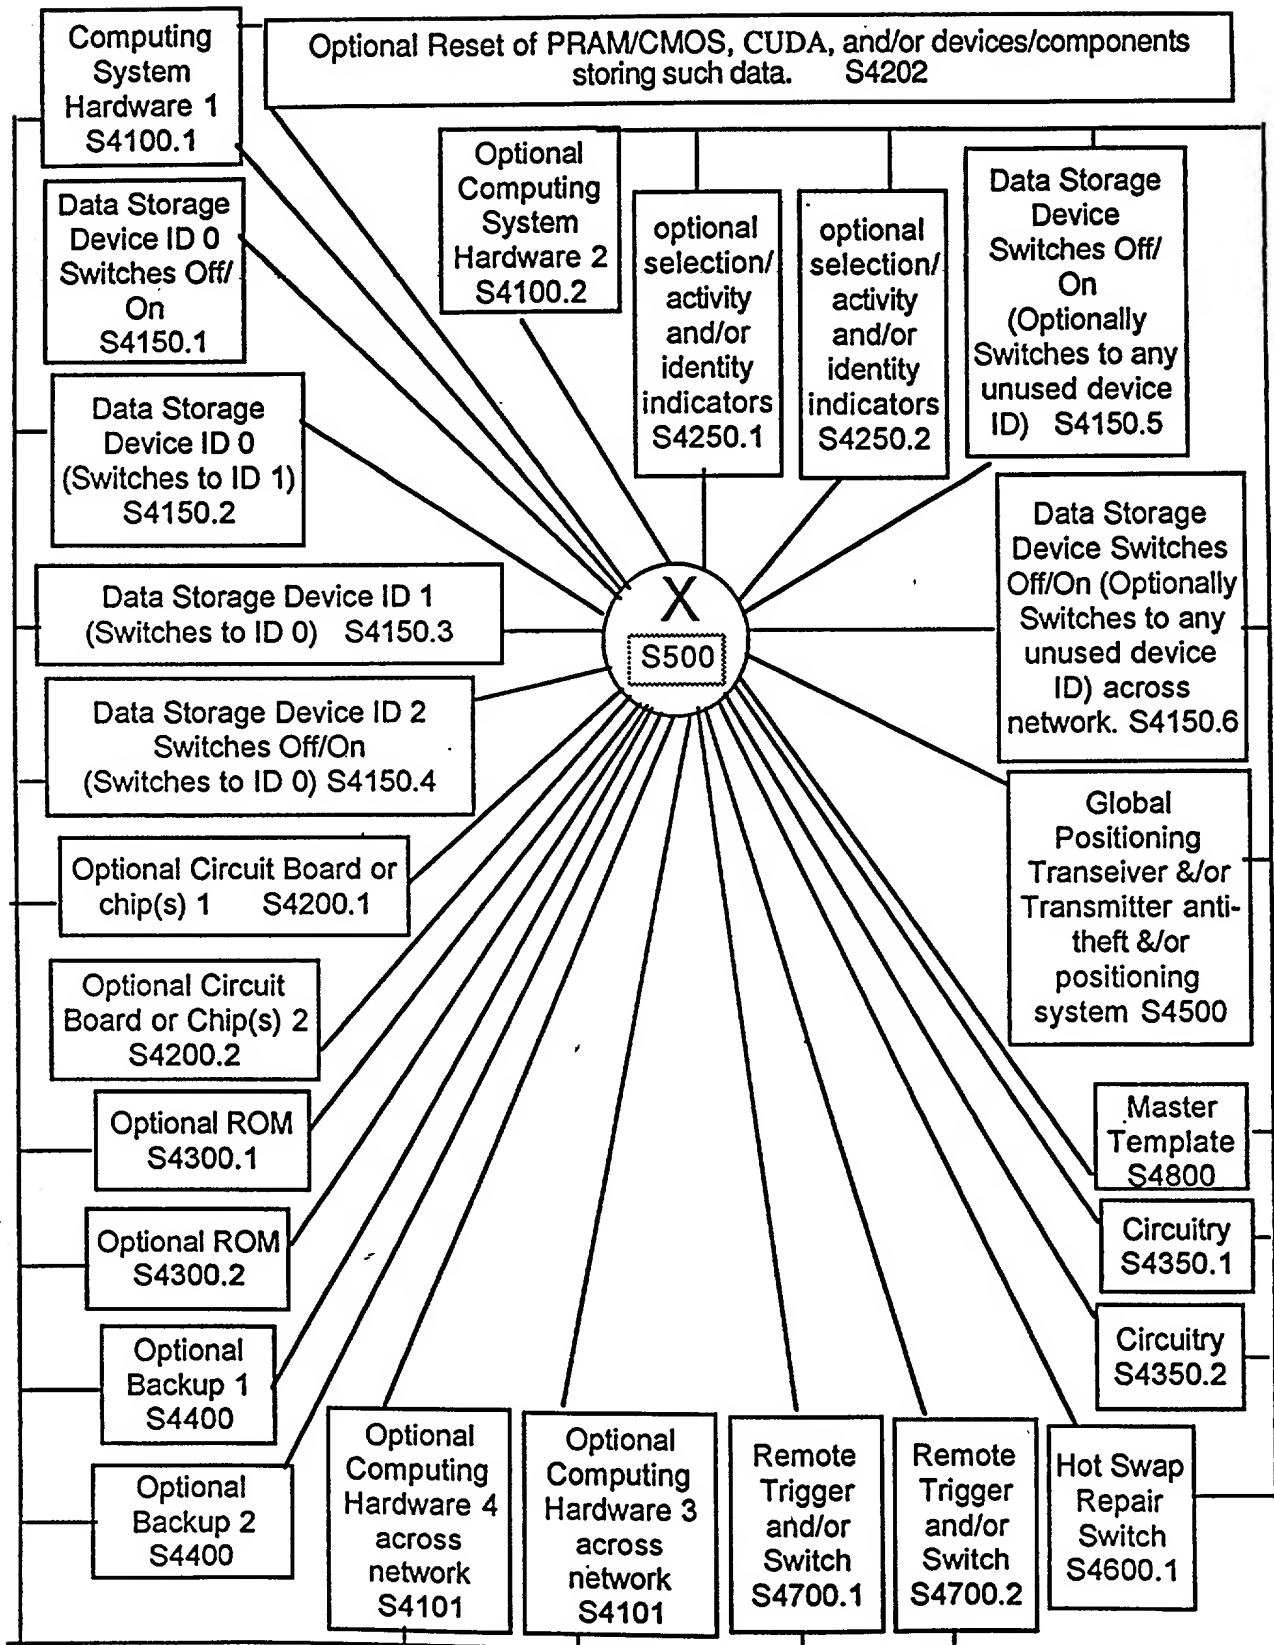 Computing
System
Hardware 1
S4100.1
Optional Reset of PRAM/CMOS, CUDA, and/or devices/components
storing such data. S4202
Data Storage
Device ID 0
Switches Off/
On
S4150.1
Optional
Computing
System
Hardware 2
S4100.2
optional
selection/
activity
and/or
identity
indicators
S4250.1
optional
selection/
activity
and/or
identity
indicators
S4250.2
Data Storage
Device
Switches Off/
On
(Optionally
Switches to any
unused device
ID) S4150.5
Data Storage
Device ID 0
(Switches to ID 1)
S4150.2
Data Storage
Device Switches
Off/On (Optionally
Switches to any
unused device
ID) across
network. S4150.6
Data Storage Device ID 1
(Switches to ID 0) S4150.3
X
S500
Data Storage Device ID 2
Switches Off/On
(Switches to ID 0) S4150.4
Global
Positioning
Transeiver &/or
Transmitter anti-
theft &/or
positioning
system S4500
Optional Circuit Board or
chip(s) 1 S4200.1
Optional Circuit
Board or Chip(s) 2
S4200.2
Optional ROM
S4300.1
Master
Template
S4800
Optional ROM
S4300.2
Circuitry
S4350.1
Optional
Backup 1
S4400
Circuitry
S4350.2
Optional
Backup 2
S4400
Optional
Computing
Hardware 4
across
network
S4101
Optional
Computing
Hardware 3
across
network
S4101
Remote
Trigger
and/or
Switch
S4700.1
Remote
Trigger
and/or
Switch
S4700.2
Hot Swap
Repair
Switch
S4600.1